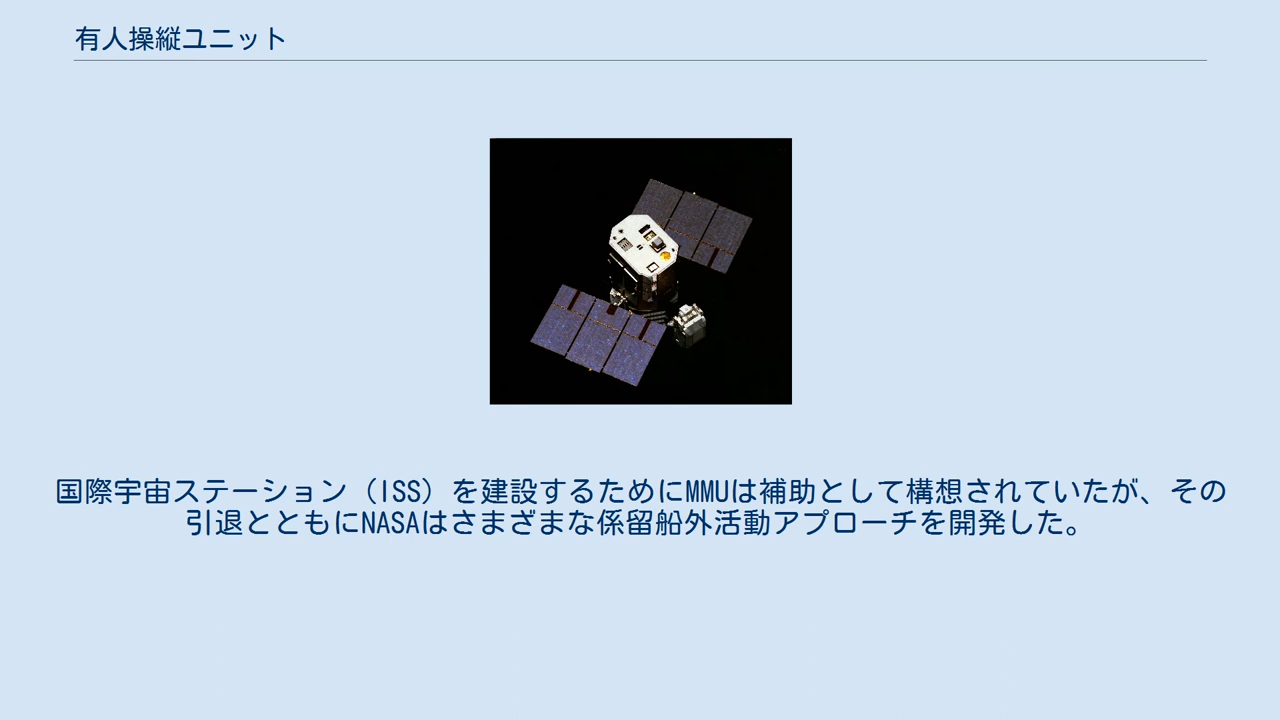 有人操縦ユニット
国際宇宙ステーション（ISS）を建設するためにMMUは補助として構想されていたが、その
引退とともにNASAはさまざまな係留船外活動アプローチを開発した。